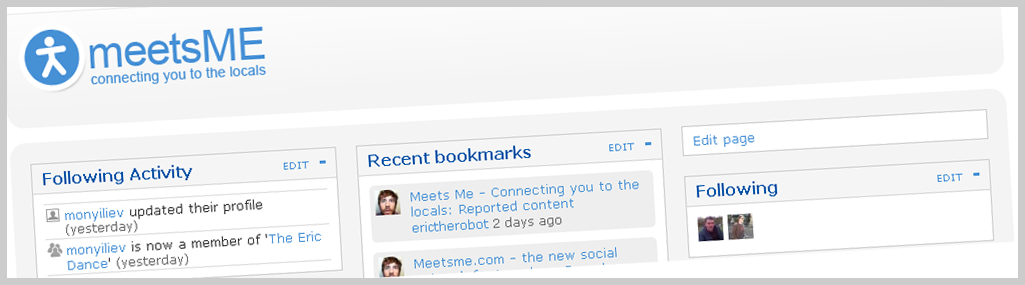 meetsME
connecting you to the locals
Following Activity
EDIT -
monyiliev updated their profile
(yesterday)
monyiliev is now a member of 'The Eric
Dance' (yesterday)
Recent bookmarks
EDIT -
Meets Me - Connecting you to the
locals: Reported content
erictherobot 2 days ago
Meetsme.com - the new social
Edit page
Following
EDIT -